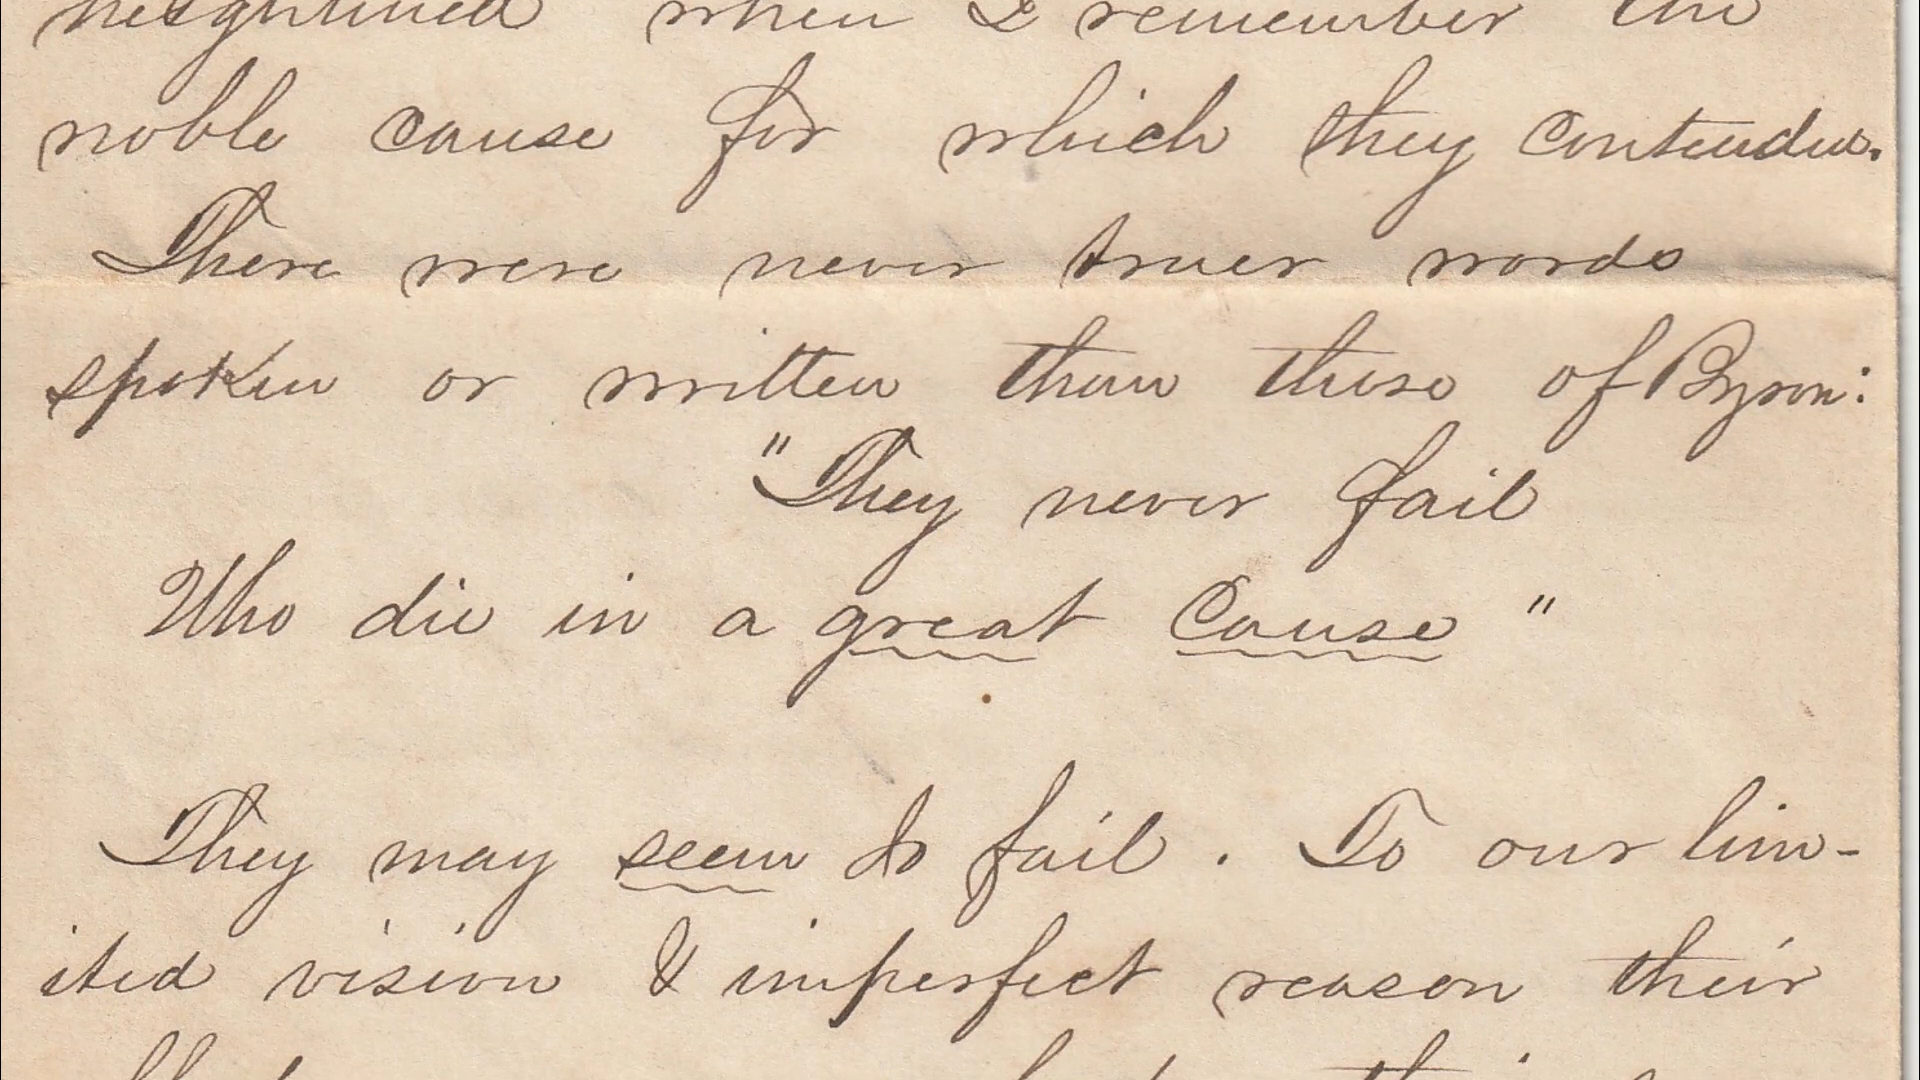 heightened when I remember the
noble cause for which they contended.
There were never truer words
spoken or written than those of Byron:
"They never fail
Who die in a great Cause"
They may seem to fail. To our lim-
ited vision & imperfect reason their